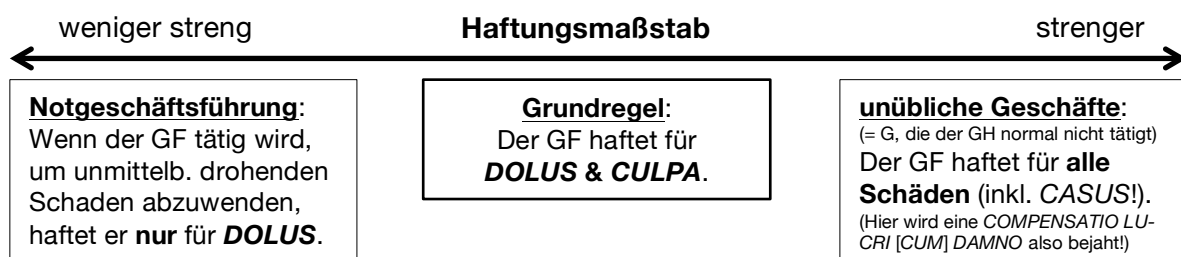 weniger streng
Haftungsmaßstab
strenger
Notgeschäftsführung:
Wenn der GF tätig wird,
um unmittelb. drohenden
Schaden abzuwenden,
haftet er nur für DOLUS.
Grundregel:
Der GF haftet für
DOLUS & CULPA.
unübliche Geschäfte:
(= G, die der GH normal nicht tätigt)
Der GF haftet für alle
Schäden (inkl. CASUS!).
(Hier wird eine COMPENSATIO LU-
CRI [CUM] DAMNO also bejaht!)